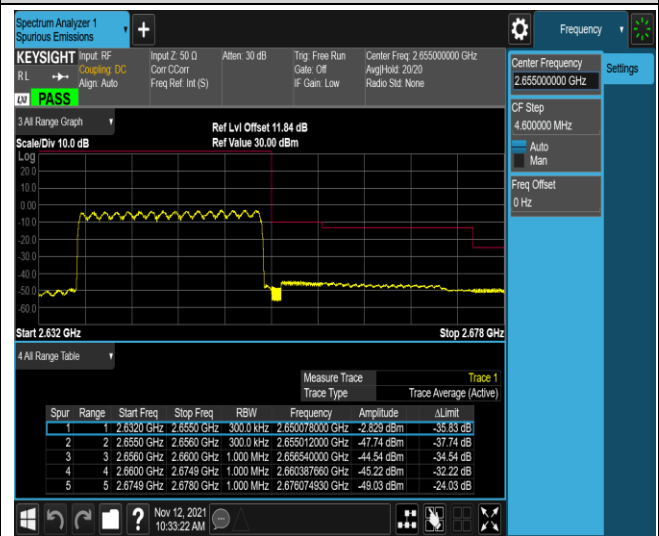 Spectrum Analyzer 1
Spurious Emissions
Frequency
KEYSIGHT Input: RF Input Z: 50 Ω Atten: 30 dB Trig: Free Run Center Freq: 2.655000000 GHz
RL Coupling: DC Corr CCorr Gate: Off Avg|Hold: 20/20
Align: Auto Freq Ref: Int (S) IF Gain: Low Radio Std: None
LXI PASS
Center Frequency
2.655000000 GHz
Settings
CF Step
4.600000 MHz
Auto
Man
Freq Offset
0 Hz
3 All Range Graph
Ref Lvl Offset 11.84 dB
Scale/Div 10.0 dB Ref Value 30.00 dBm
Log
20.0
10.0
0.00
-10.0
-20.0
-30.0
-40.0
-50.0
-60.0
Start 2.632 GHz Stop 2.678 GHz
4 All Range Table
Measure Trace Trace 1
Trace Type Trace Average (Active)
Spur Range Start Freq Stop Freq RBW Frequency Amplitude ΔLimit
1 1 2.6320 GHz 2.6550 GHz 300.0 kHz 2.650078000 GHz -2.829 dBm -35.83 dB
2 2 2.6550 GHz 2.6560 GHz 300.0 kHz 2.655012000 GHz -47.74 dBm -37.74 dB
3 3 2.6560 GHz 2.6600 GHz 1.000 MHz 2.656540000 GHz -44.54 dBm -34.54 dB
4 4 2.6600 GHz 2.6749 GHz 1.000 MHz 2.660387660 GHz -45.22 dBm -32.22 dB
5 5 2.6749 GHz 2.6780 GHz 1.000 MHz 2.676074930 GHz -49.03 dBm -24.03 dB
Nov 12, 2021
10:33:22 AM